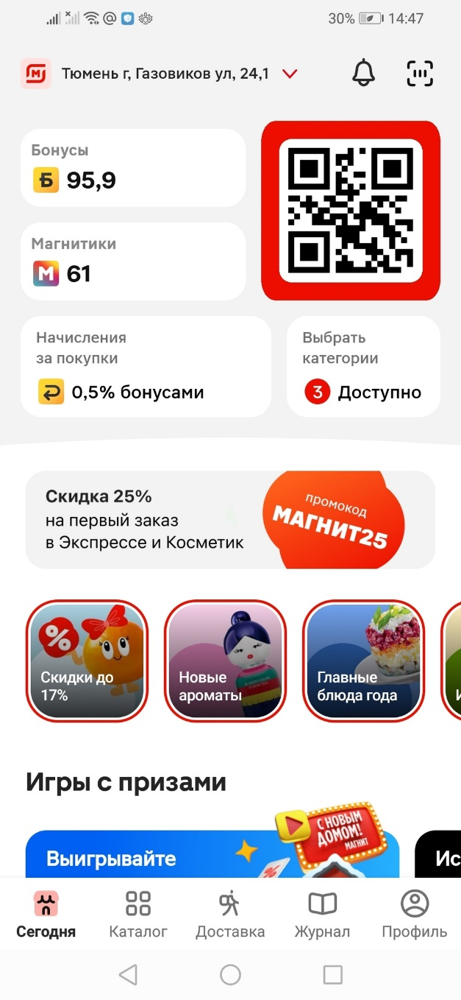 30% 14:47
Тюмень г, Газовиков ул, 24,1
Бонусы
Б 95,9
Магнитики
М 61
Начисления
за покупки
0,5% бонусами
Выбрать
категории
3 Доступно
Скидка 25%
на первый заказ
в Экспрессе и Косметик
промокод
МАГНИТ25
%
Скидки до
17%
Новые
ароматы
Главные
блюда года
Игры с призами
С НОВЫМ
ДОМОМ!
МАГНИТ
Выигрывайте
%
Ис
Сегодня
Каталог
Доставка
Журнал
Профиль